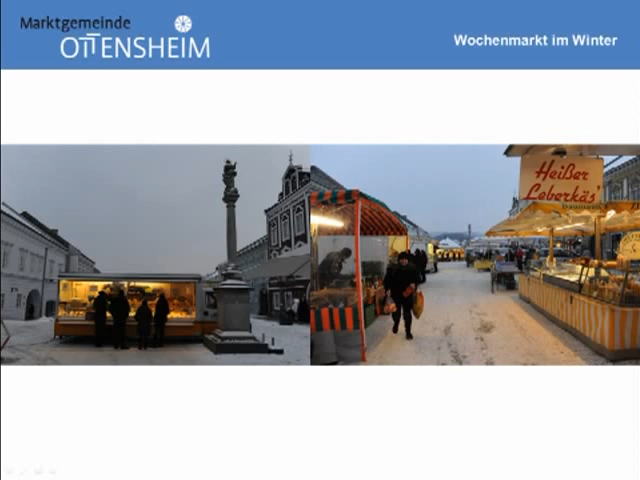 Marktgemeinde
OTTENSHEIM
Wochenmarkt im Winter
Heißer
Leberkäs'